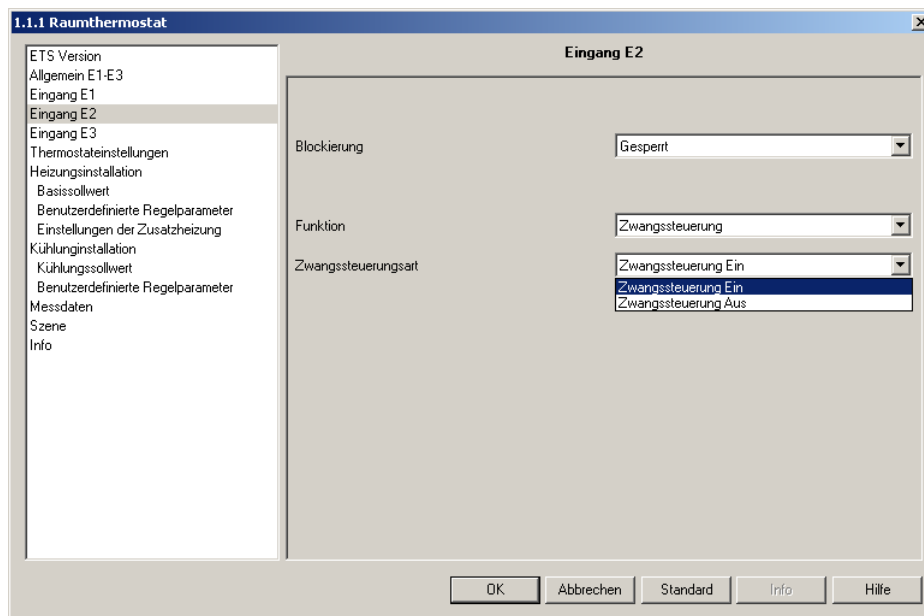 1.1.1 Raumthermostat
ETS Version
Allgemein E1-E3
Eingang E1
Eingang E2
Eingang E3
Thermostateinstellungen
Heizungsinstallation
Basissollwert
Benutzerdefinierte Regelparameter
Einstellungen der Zusatzheizung
Kühlunginstallation
Kühlungssollwert
Benutzerdefinierte Regelparameter
Messdaten
Szene
Info
Eingang E2
Blockierung Gesperrt
Funktion Zwangssteuerung
Zwangssteuerungsart Zwangssteuerung Ein
Zwangssteuerung Ein
Zwangssteuerung Aus
OK Abbrechen Standard Info Hilfe